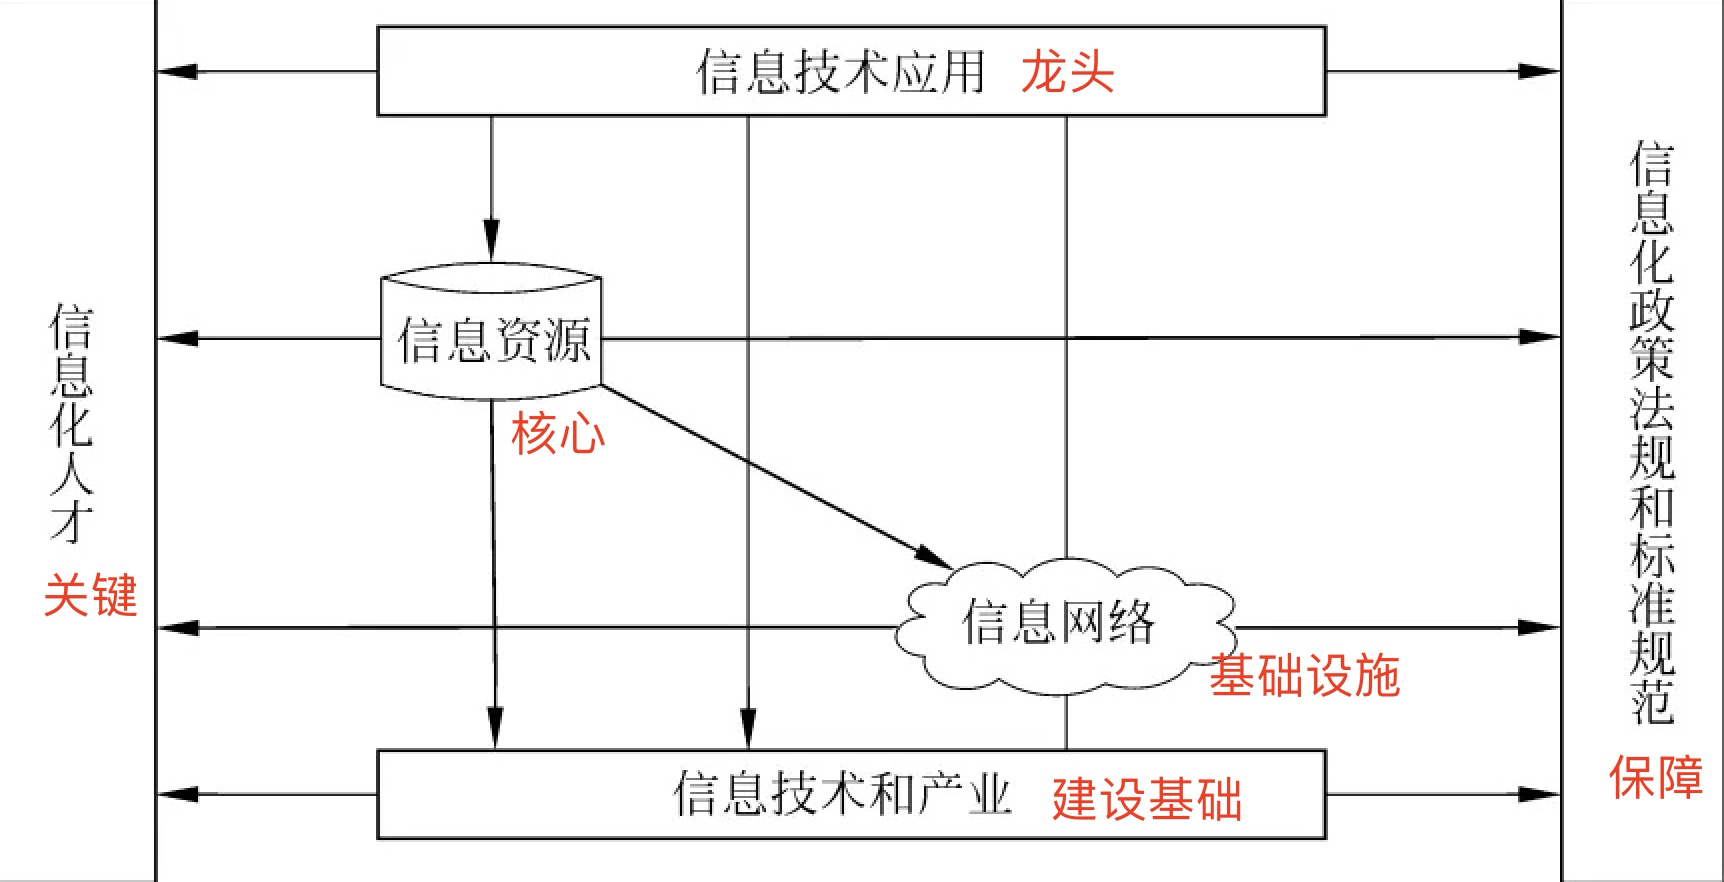 信息技术应用 龙头
信息资源
核心
信息化人才
关键
信息网络
基础设施
信息技术和产业 建设基础
信息化政策法规和标准规范
保障